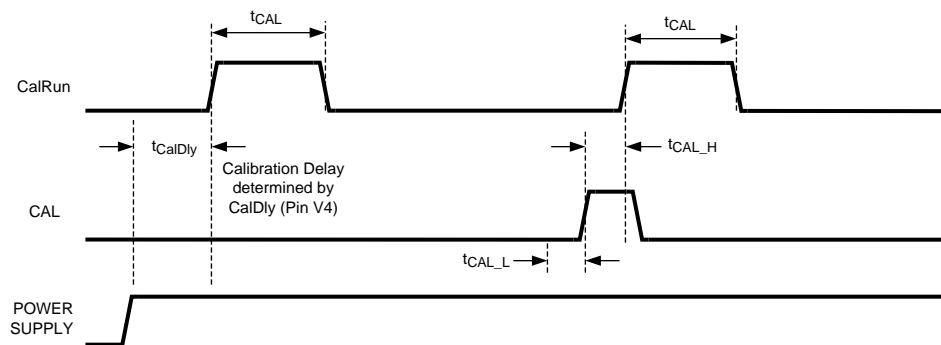 tCAL
tCAL
CalRun
tCalDly
tCAL_H
Calibration Delay
determined by
CalDly (Pin V4)
CAL
tCAL_L
POWER
SUPPLY